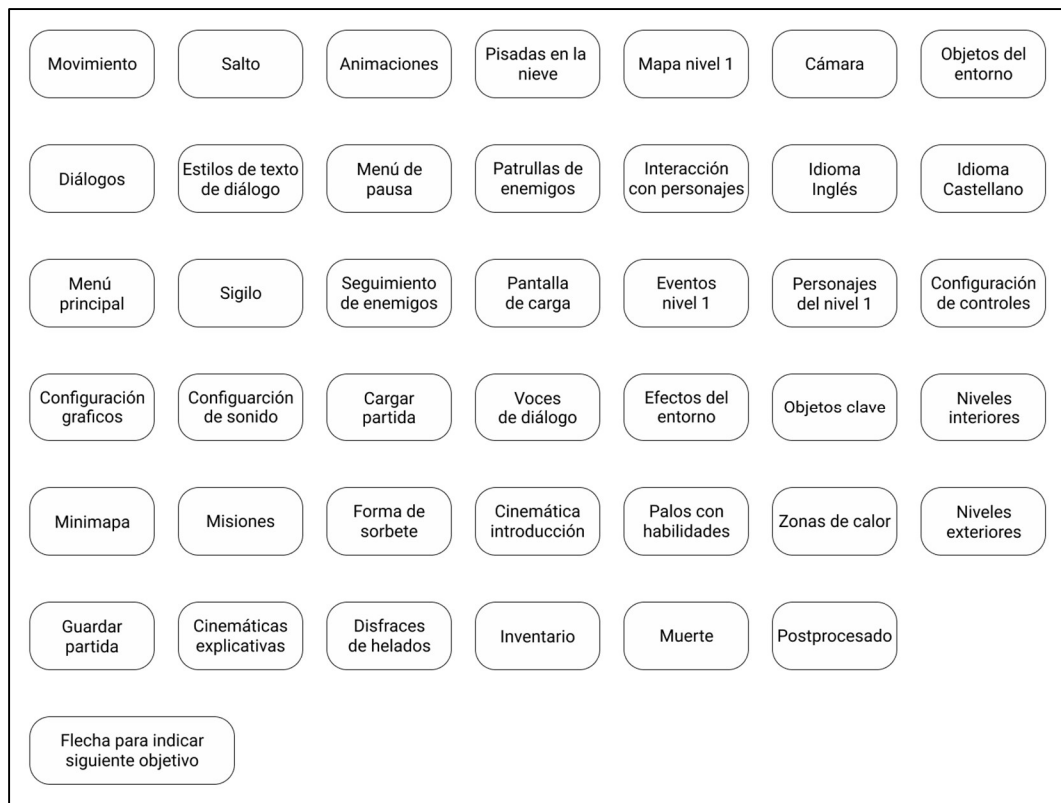 Movimiento
Salto
Animaciones
Pisadas en la
nieve
Mapa nivel 1
Cámara
Objetos del
entorno
Diálogos
Estilos de texto
de diálogo
Menú de
pausa
Patrullas de
enemigos
Interacción
con personajes
Idioma
Inglés
Idioma
Castellano
Menú
principal
Sigilo
Seguimiento
de enemigos
Pantalla
de carga
Eventos
nivel 1
Personajes
del nivel 1
Configuración
de controles
Configuración
graficos
Configuarción
de sonido
Cargar
partida
Voces
de diálogo
Efectos del
entorno
Objetos clave
Niveles
interiores
Minimapa
Misiones
Forma de
sorbete
Cinemática
introducción
Palos con
habilidades
Zonas de calor
Niveles
exteriores
Guardar
partida
Cinemáticas
explicativas
Disfraces
de helados
Inventario
Muerte
Postprocesado
Flecha para indicar
siguiente objetivo